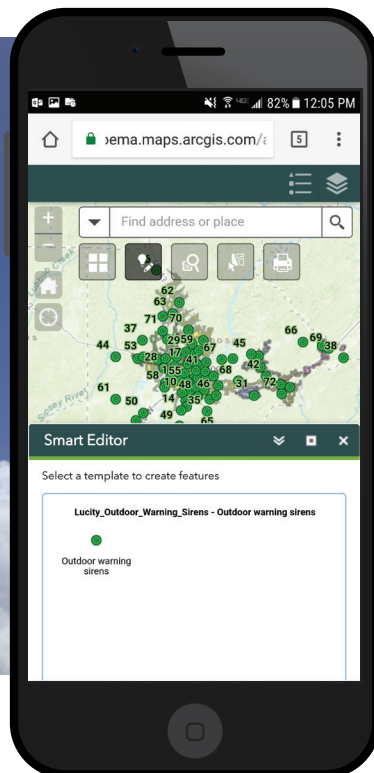 82% 12:05 PM
ema.maps.arcgis.com/a
5
Find address or place
62
63
71 70
37
66
44 53 29 59 67 45 69 38
17
28 41
42
58 155 68
61 10 48 46 31 72
50 14 35
Sipsey River
49
65
Smart Editor
Select a template to create features
Lucity_Outdoor_Warning_Sirens - Outdoor warning sirens
Outdoor warning
sirens